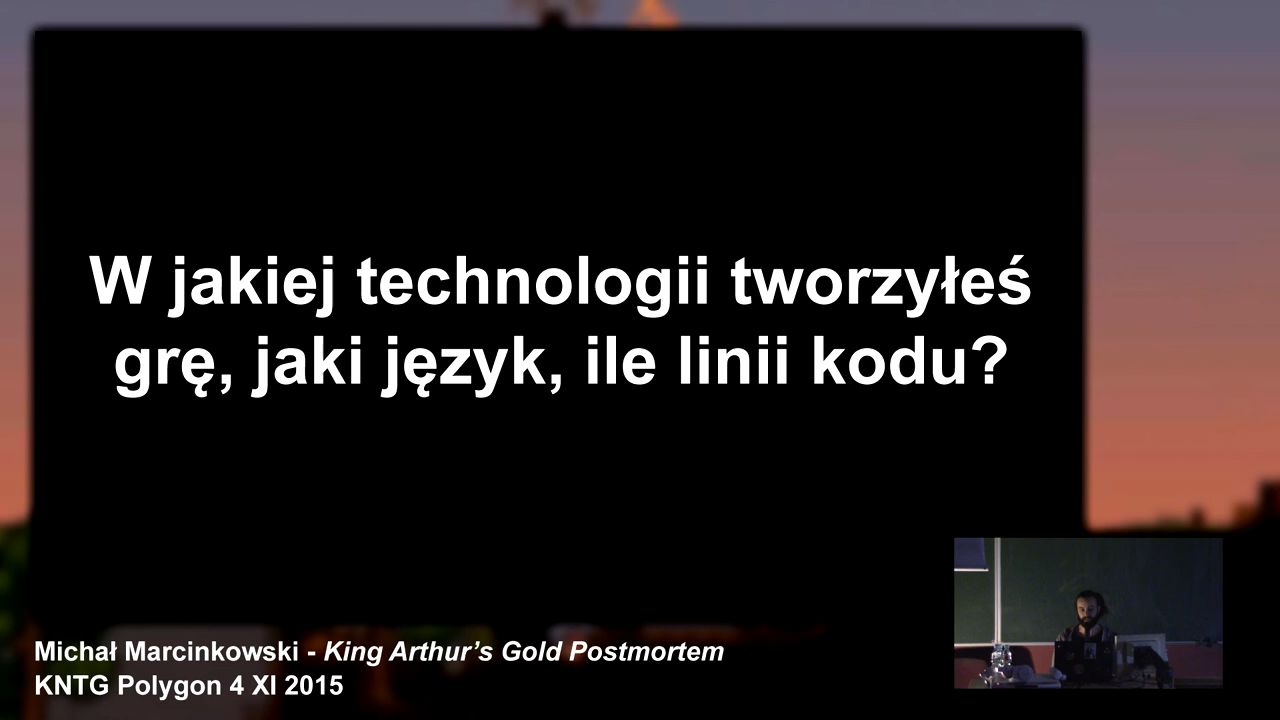 W jakiej technologii tworzyłeś
grę, jaki język, ile linii kodu?
Michał Marcinkowski - King Arthur’s Gold Postmortem
KNTG Polygon 4 XI 2015